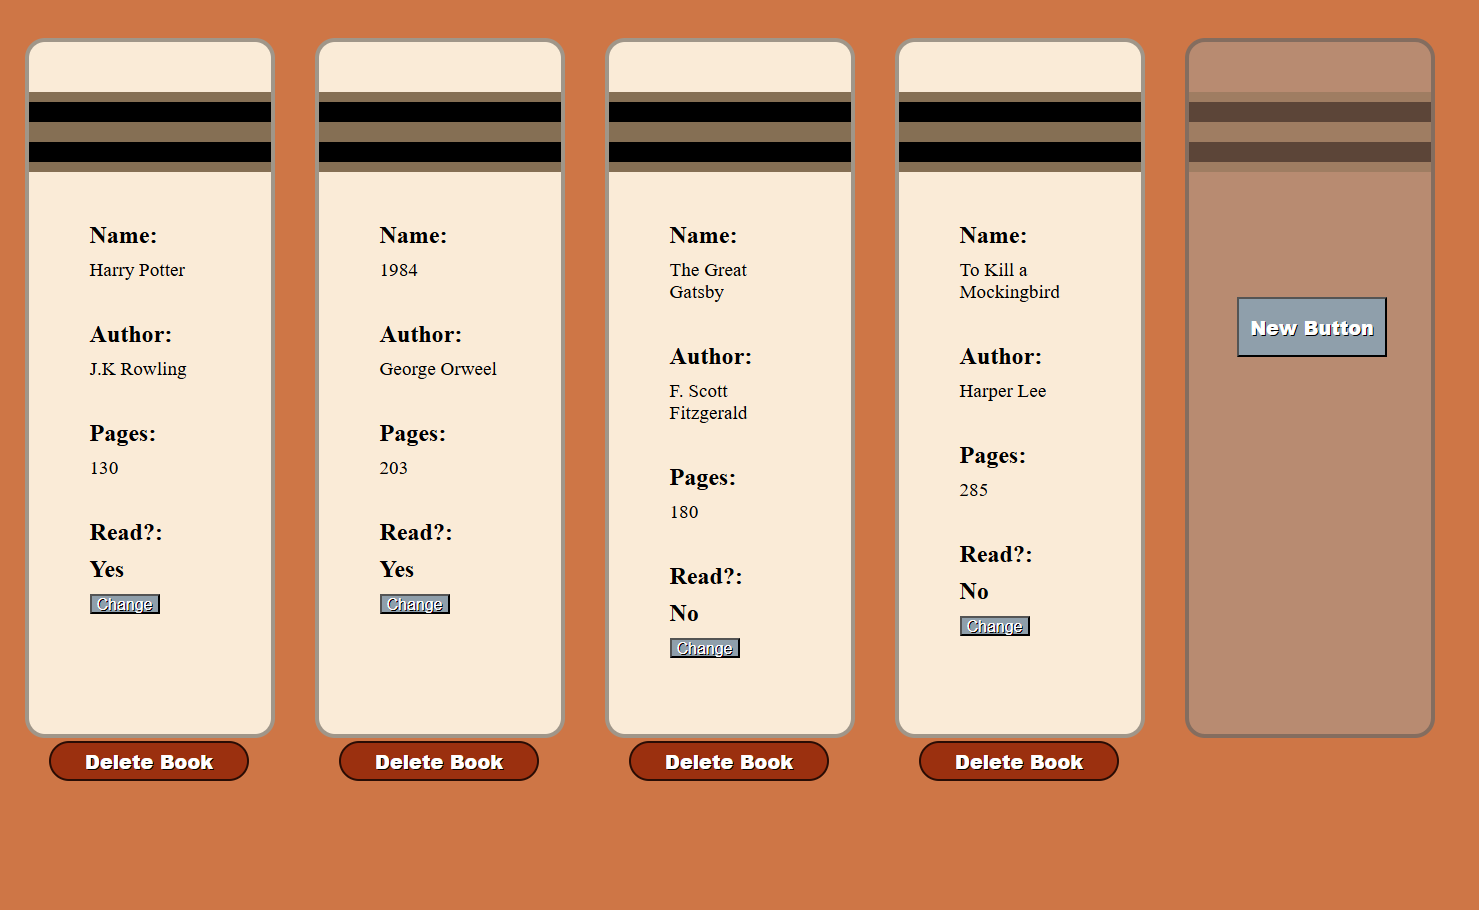 Name:
Harry Potter
Author:
J.K Rowling
Pages:
130
Read?:
Yes
Change
Delete Book
Name:
1984
Author:
George Orweel
Pages:
203
Read?:
Yes
Change
Delete Book
Name:
The Great
Gatsby
Author:
F. Scott
Fitzgerald
Pages:
180
Read?:
No
Change
Delete Book
Name:
To Kill a
Mockingbird
Author:
Harper Lee
Pages:
285
Read?:
No
Change
Delete Book
New Button